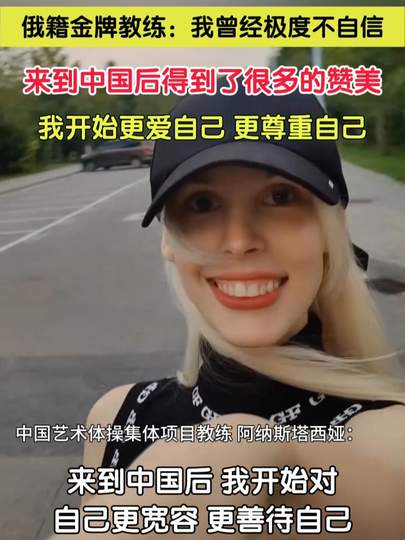 俄籍金牌教练：我曾经极度不自信
来到中国后得到了很多的赞美
我开始更爱自己 更尊重自己
中国艺术体操集体项目教练 阿纳斯塔西娅：
来到中国后 我开始对
自己更宽容 更善待自己